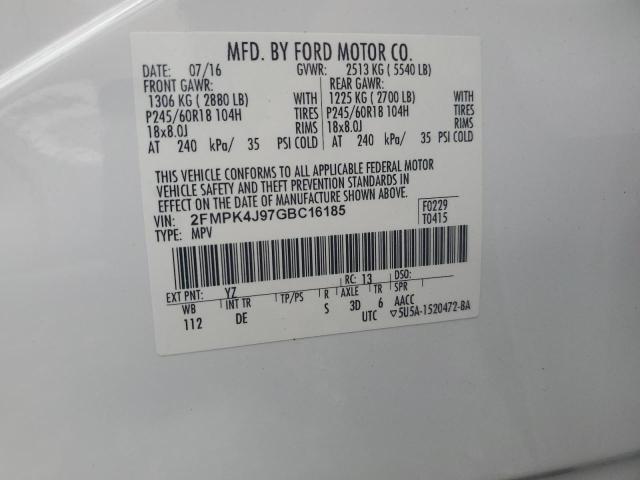 MFD. BY FORD MOTOR CO.
DATE: 07/16 GVWR: 2513 KG ( 5540 LB)
FRONT GAWR: REAR GAWR:
1306 KG ( 2880 LB) WITH 1225 KG ( 2700 LB) WITH
P245/60R18 104H TIRES P245/60R18 104H TIRES
18x8.0J RIMS 18x8.0J RIMS
AT 240 kPa/ 35 PSI COLD AT 240 kPa/ 35 PSI COLD
THIS VEHICLE CONFORMS TO ALL APPLICABLE FEDERAL MOTOR
VEHICLE SAFETY AND THEFT PREVENTION STANDARDS IN
EFFECT ON THE DATE OF MANUFACTURE SHOWN ABOVE.
VIN: 2FMPK4J97GBC16185 F0229
TYPE: MPV T0415
EXT PNT: YZ RC: 13 DSO:
WB INT TR TP/PS R AXLE TR SPR
112 DE S 3D 6 AACC
UTC ▽5U5A-1520472-BA